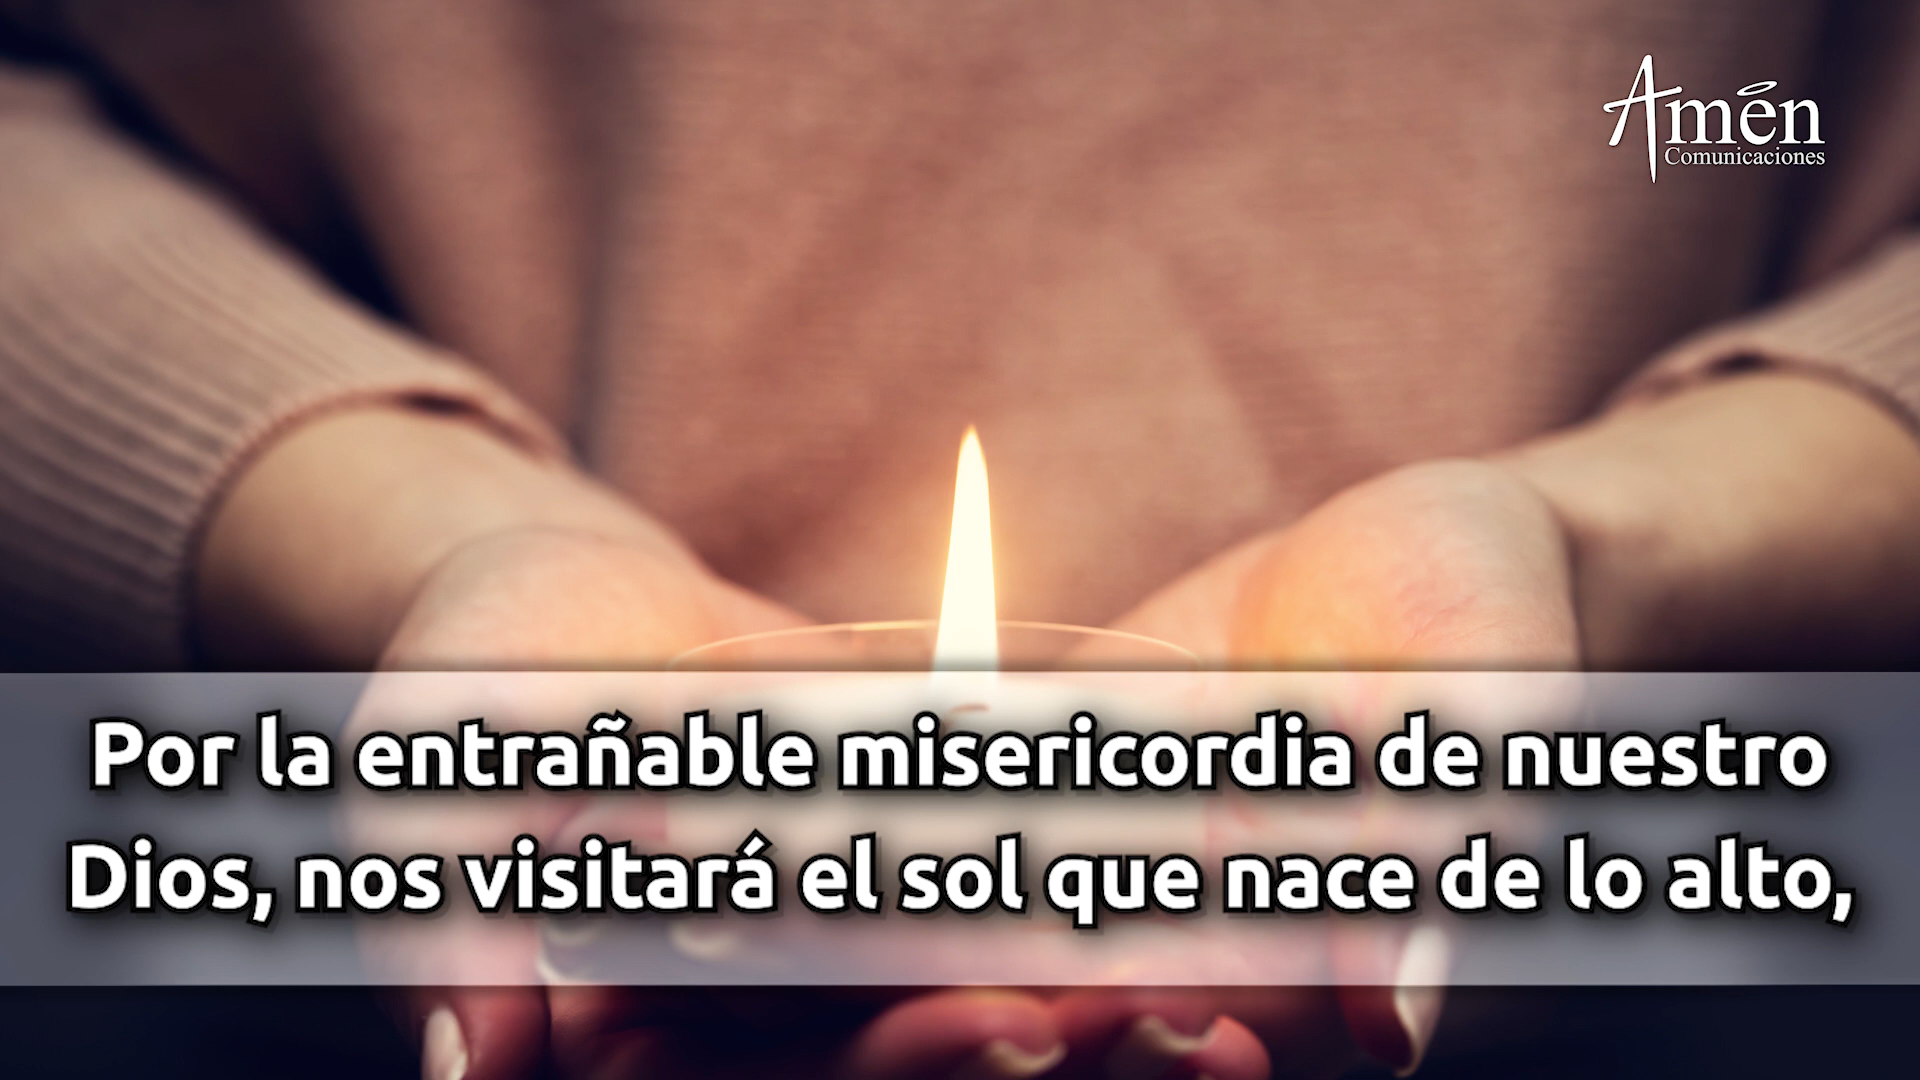 Amén
Comunicaciones
Por la entrañable misericordia de nuestro
Dios, nos visitará el sol que nace de lo alto,